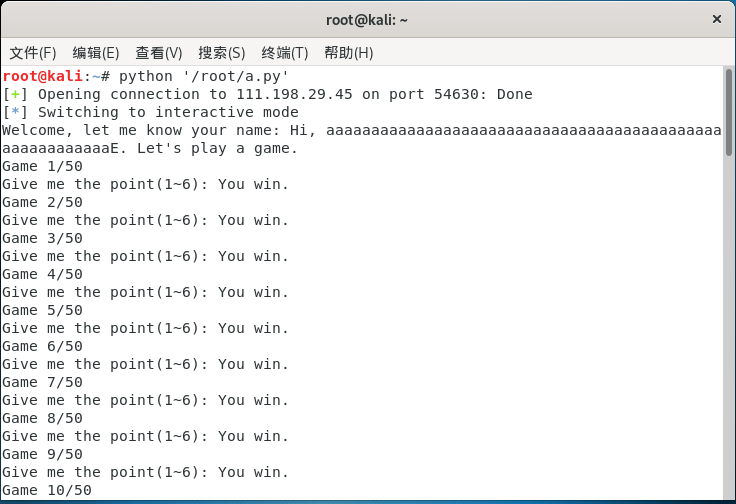 root@kali: ~
文件(F) 编辑(E) 查看(V) 搜索(S) 终端(T) 帮助(H)
root@kali:~# python '/root/a.py'
[+] Opening connection to 111.198.29.45 on port 54630: Done
[*] Switching to interactive mode
Welcome, let me know your name: Hi, aaaaaaaaaaaaaaaaaaaaaaaaaaaaaaaaaaaaaaaaaaaa
aaaaaaaaaaaaE. Let's play a game.
Game 1/50
Give me the point(1~6): You win.
Game 2/50
Give me the point(1~6): You win.
Game 3/50
Give me the point(1~6): You win.
Game 4/50
Give me the point(1~6): You win.
Game 5/50
Give me the point(1~6): You win.
Game 6/50
Give me the point(1~6): You win.
Game 7/50
Give me the point(1~6): You win.
Game 8/50
Give me the point(1~6): You win.
Game 9/50
Give me the point(1~6): You win.
Game 10/50